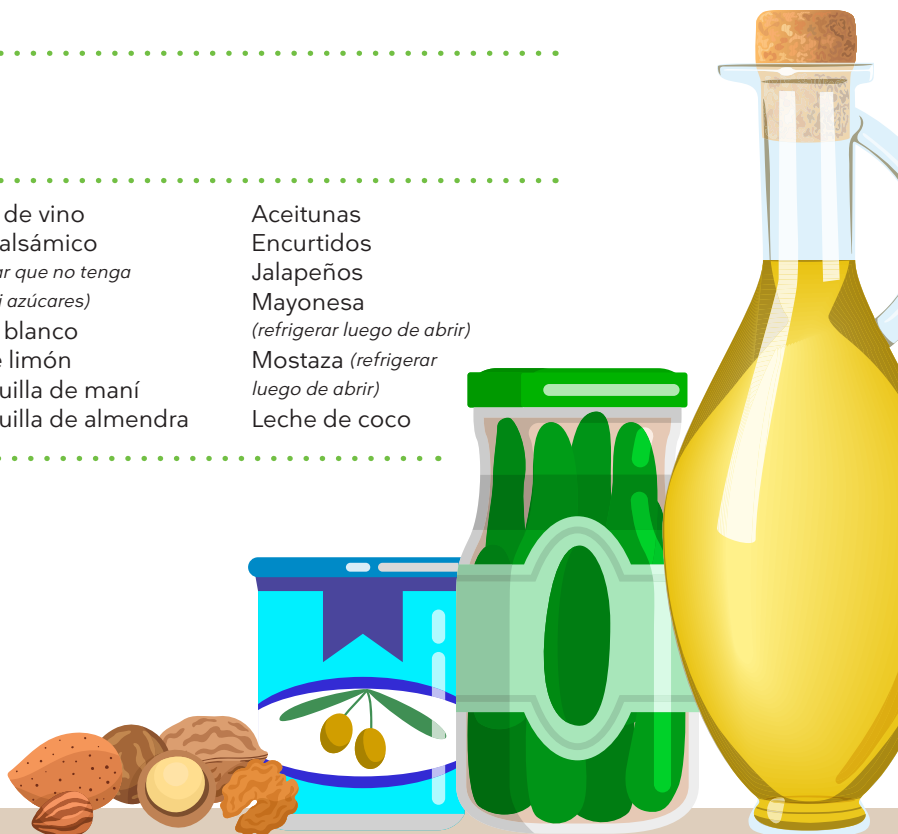 de vino
alsámico
ar que no tenga
i azúcares)
blanco
e limón
uilla de maní
uilla de almendra
Aceitunas
Encurtidos
Jalapeños
Mayonesa
(refrigerar luego de abrir)
Mostaza (refrigerar
luego de abrir)
Leche de coco